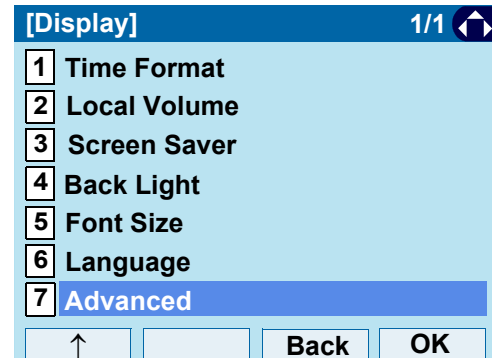 [Display] 1/1
1 Time Format
2 Local Volume
3 Screen Saver
4 Back Light
5 Font Size
6 Language
7 Advanced
↑ Back OK